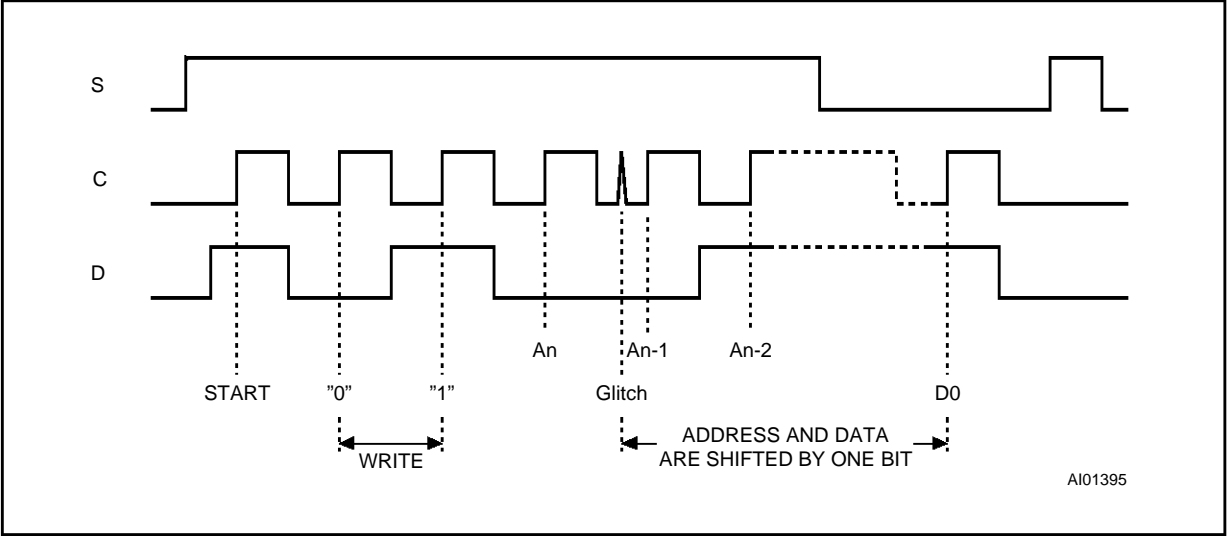 S
C
D
An An-1 An-2
START ”0” ”1” Glitch D0
WRITE
ADDRESS AND DATA
ARE SHIFTED BY ONE BIT
AI01395